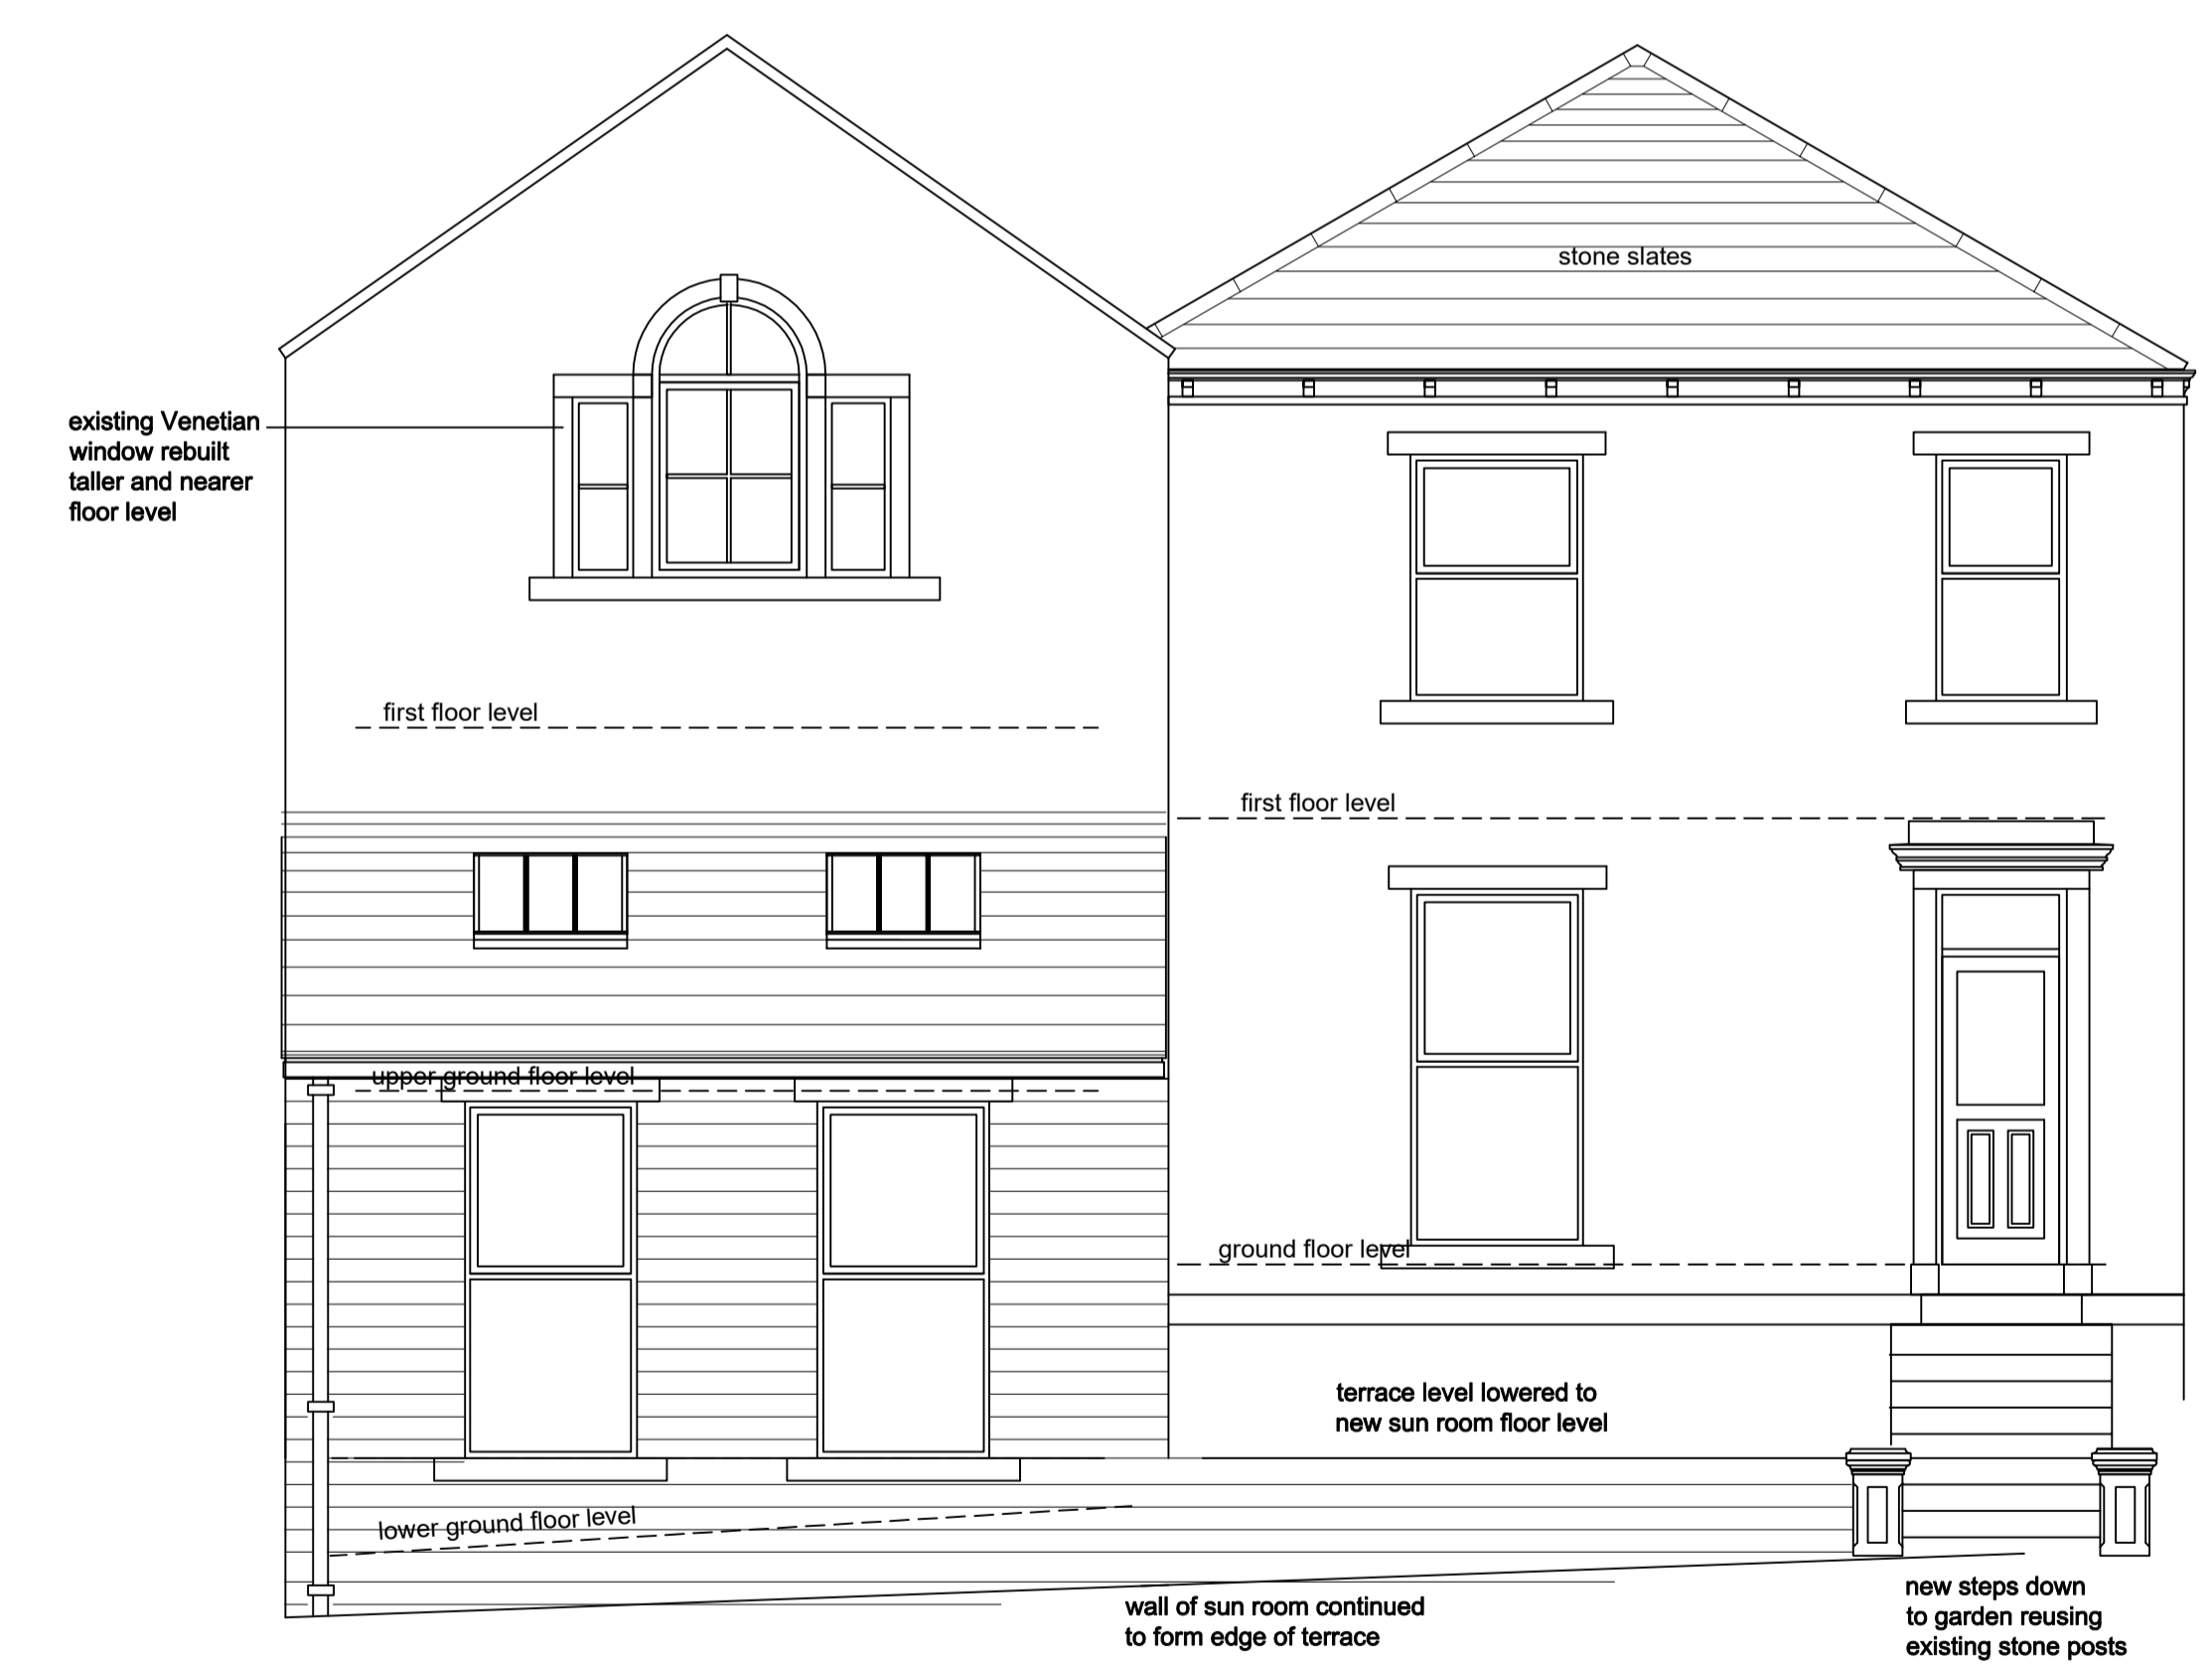 stone slates
existing Venetian
window rebuilt
taller and nearer
floor level
first floor level
first floor level
upper ground floor level
ground floor level
terrace level lowered to
new sun room floor level
lower ground floor level
wall of sun room continued
to form edge of terrace
new steps down
to garden reusing
existing stone posts